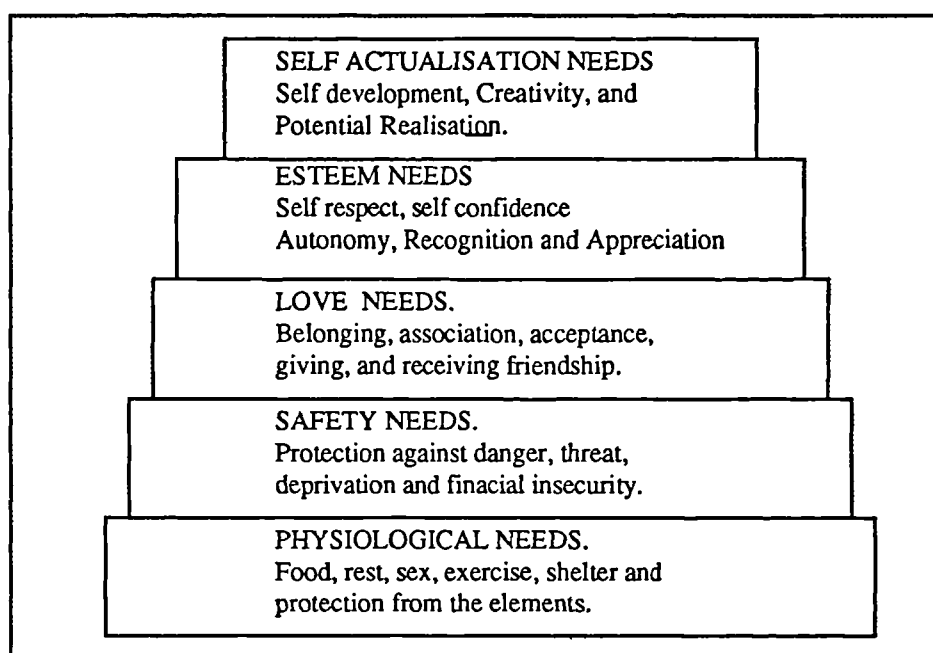 SELF ACTUALISATION NEEDS
Self development, Creativity, and
Potential Realisation.
ESTEEM NEEDS
Self respect, self confidence
Autonomy, Recognition and Appreciation
LOVE NEEDS.
Belonging, association, acceptance,
giving, and receiving friendship.
SAFETY NEEDS.
Protection against danger, threat,
deprivation and finacial insecurity.
PHYSIOLOGICAL NEEDS.
Food, rest, sex, exercise, shelter and
protection from the elements.